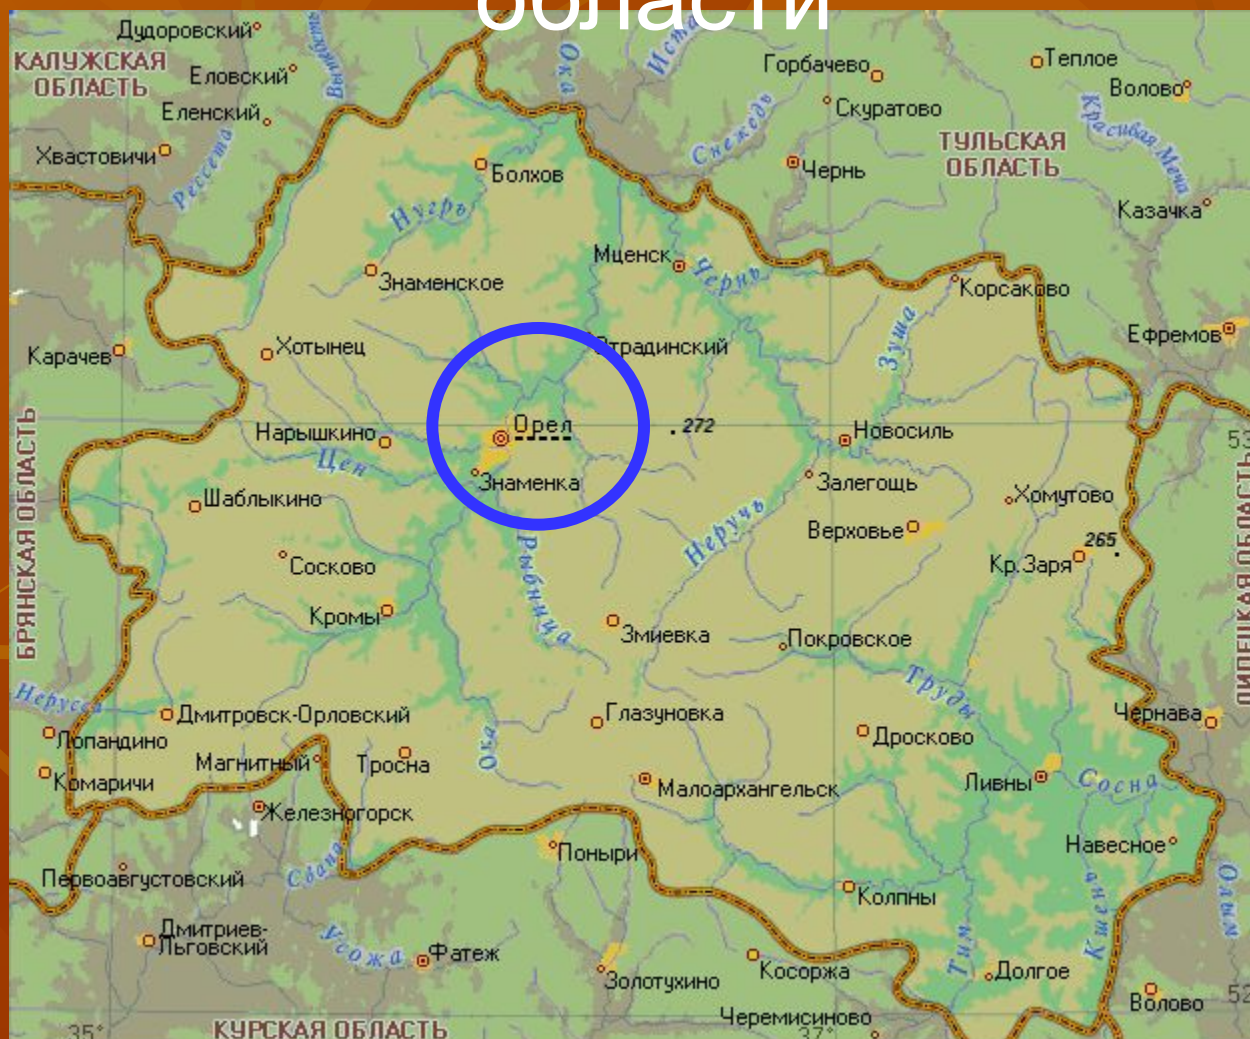 области
Дудоровский
КАЛУЖСКАЯ
ОБЛАСТЬ
Еловский
Еленский
Вытебеть
Ока
Иста
Горбачево
Теплое
Волово
Скуратово
Снежедь
Красивая Меча
ТУЛЬСКАЯ
ОБЛАСТЬ
Хвастовичи
Рессета
Болхов
Чернь
Казачка
Нугрь
Мценск
Чернь
Знаменское
Корсаково
Зуша
Ефремов
Карачев
Хотынец
Отрадинский
БРЯНСКАЯ ОБЛАСТЬ
Орел
272
Нарышкино
Новосиль
53
Цен
Знаменка
Залегощь
Шаблыкино
Хомутово
ЛИПЕЦКАЯ ОБЛАСТЬ
Неручь
Верховье
265
Сосково
Рыбница
Кр.Заря
Кромы
Змиевка
Покровское
Труды
Нерусса
Дмитровск-Орловский
Глазуновка
Чернава
Лопандино
Ока
Дросково
Магнитный
Тросна
Комаричи
Малоархангельск
Ливны
Сосна
Железногорск
Навесное
Поныри
Свапа
Первоавгустовский
Колпны
Кшень
Олым
Дмитриев-
Льговский
Усожа
Фатеж
Тим
Золотухино
Косоржа
Долгое
Волово
52
Черемисиново
35°
КУРСКАЯ ОБЛАСТЬ
37°